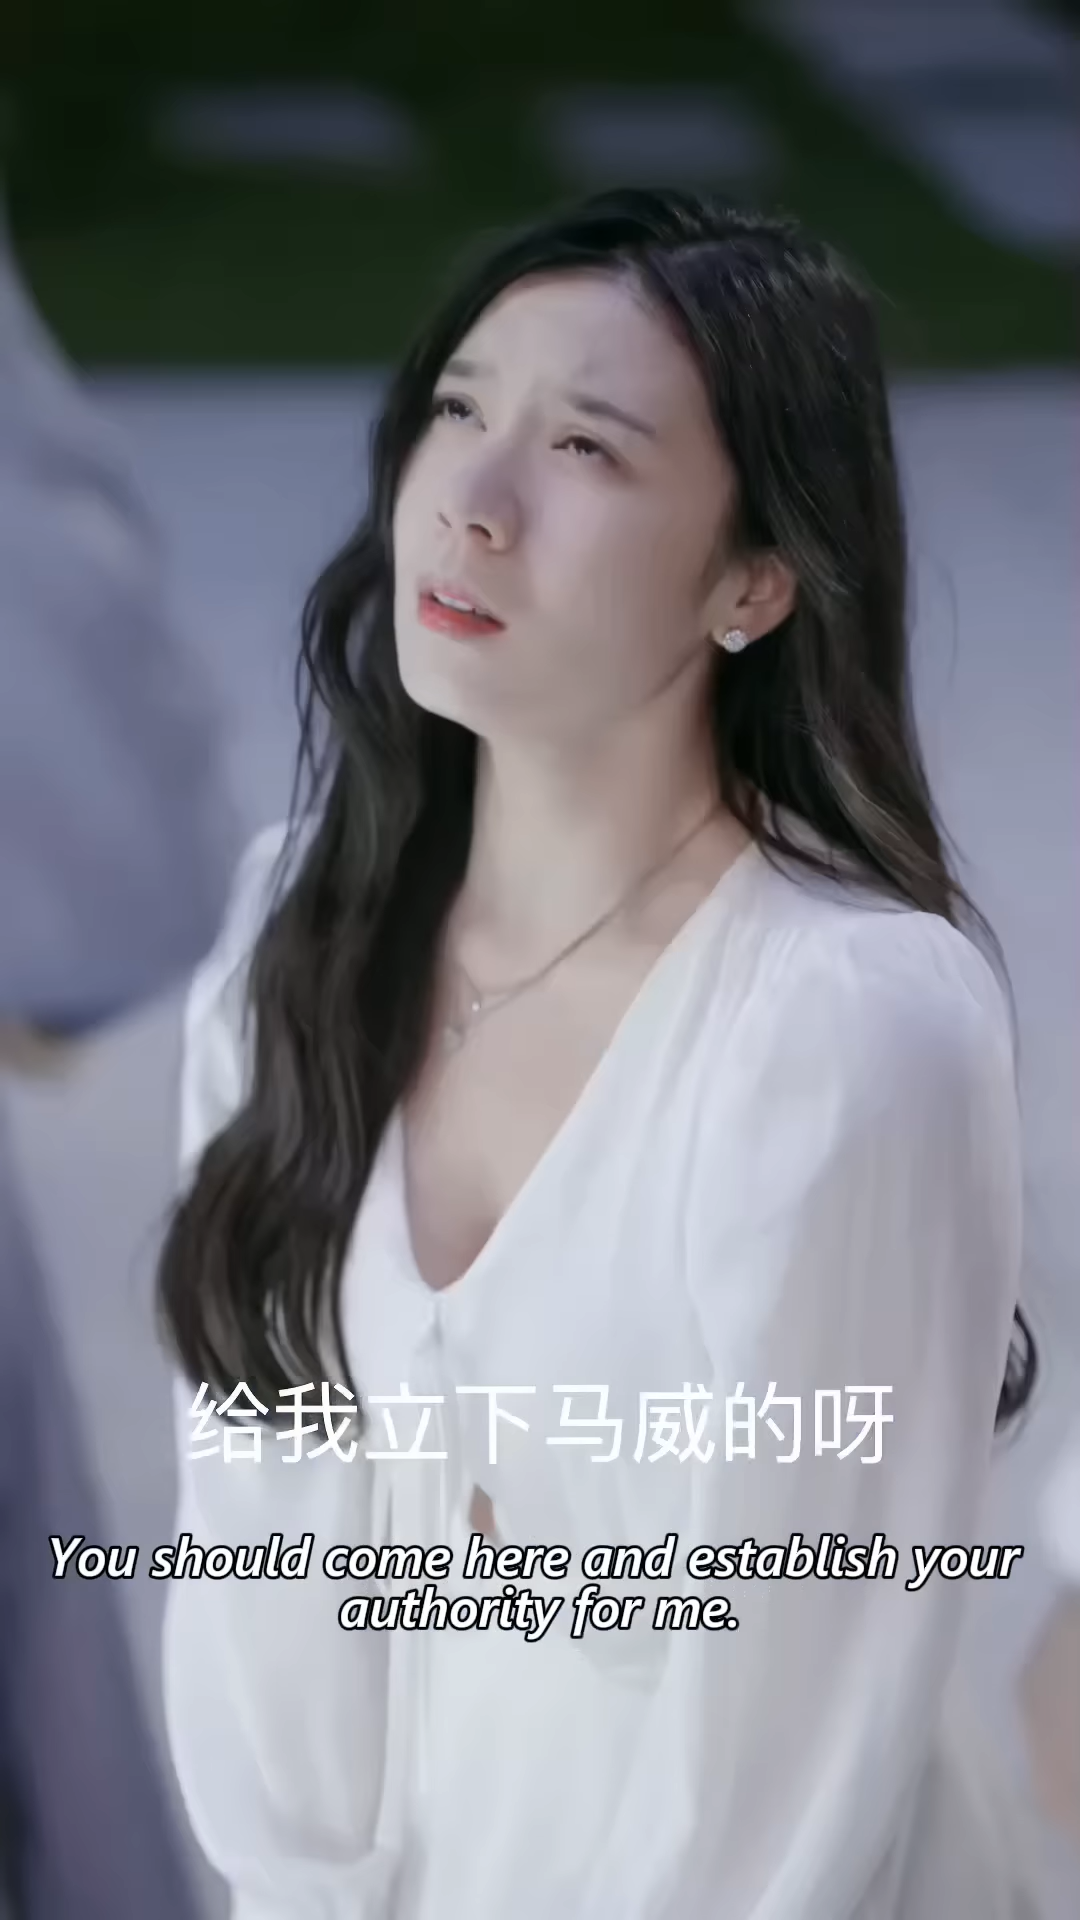 给我立下马威的呀
You should come here and establish your
authority for me.